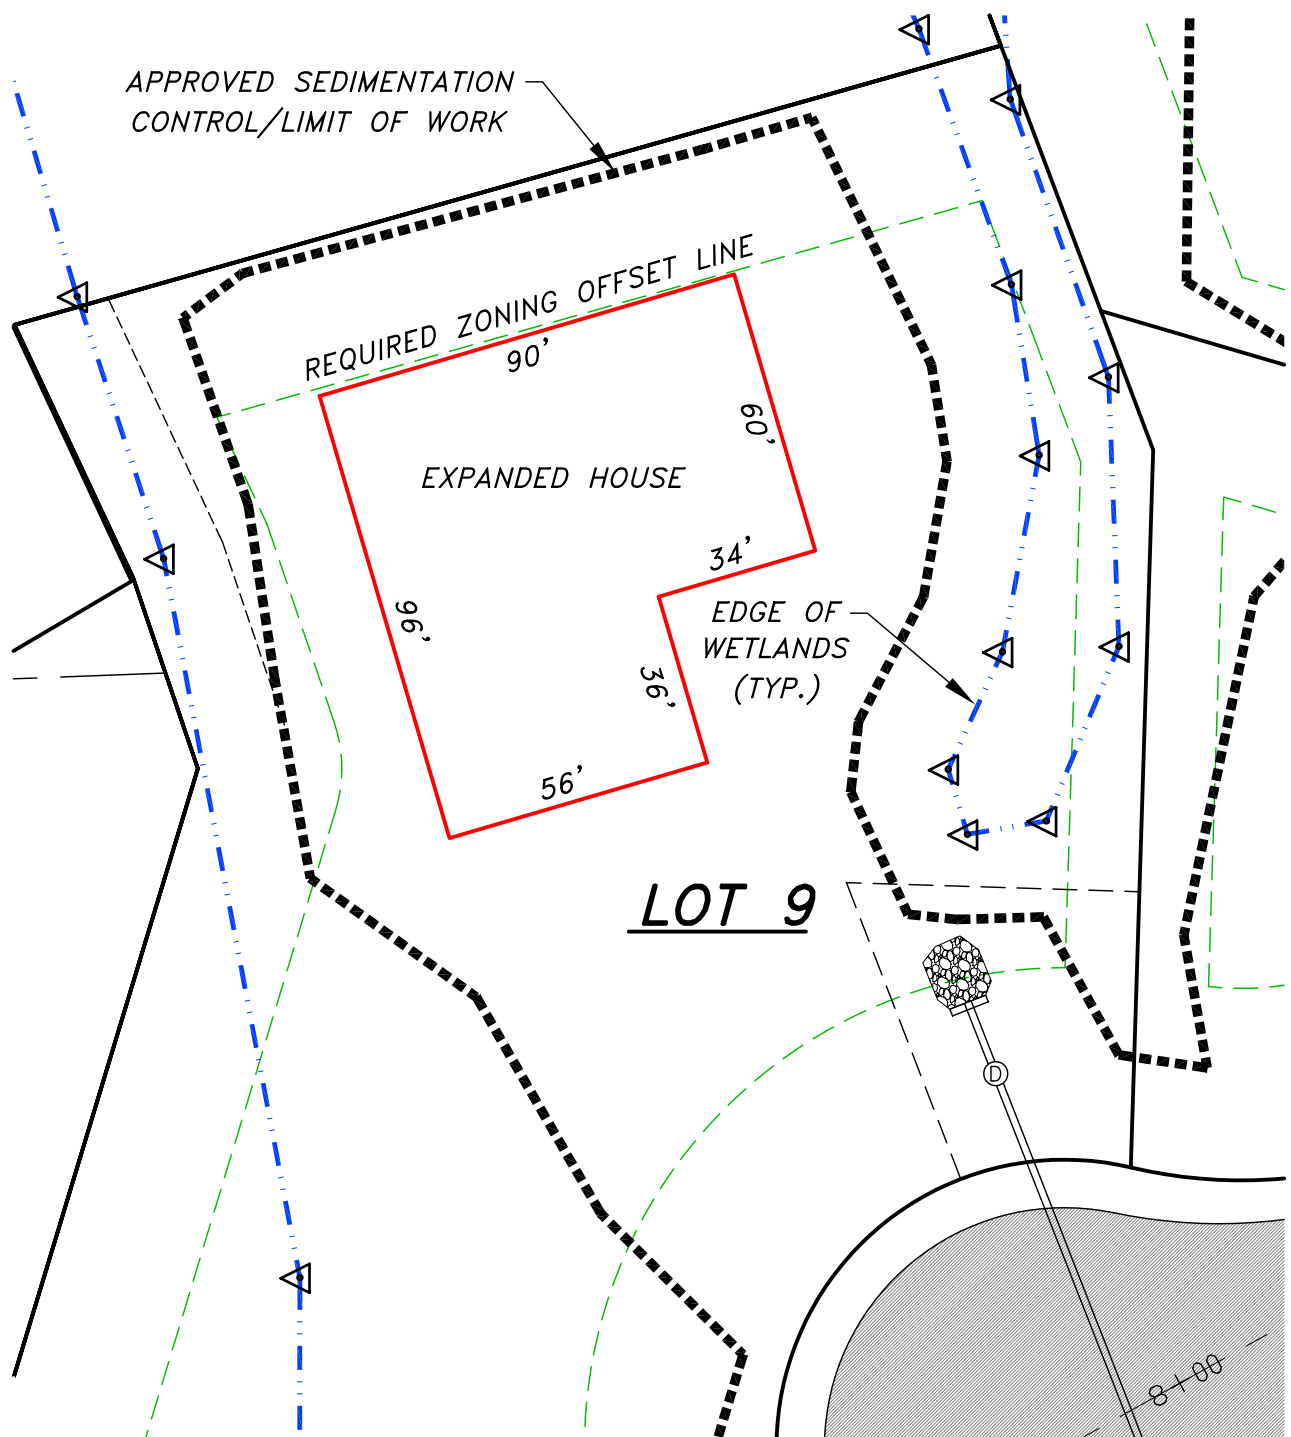 APPROVED SEDIMENTATION
CONTROL/LIMIT OF WORK
REQUIRED ZONING OFFSET LINE
90'
60'
EXPANDED HOUSE
34'
96'
EDGE OF
WETLANDS
(TYP.)
36'
56'
LOT 9
D
8+00